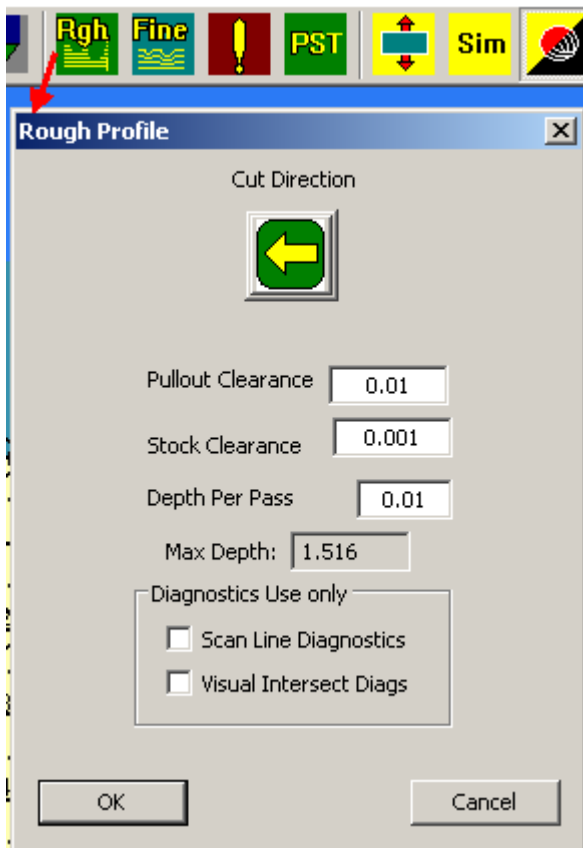 Rgh Fine PST Sim
Rough Profile
Cut Direction
Pullout Clearance 0.01
Stock Clearance 0.001
Depth Per Pass 0.01
Max Depth: 1.516
Diagnostics Use only
Scan Line Diagnostics
Visual Intersect Diags
OK Cancel